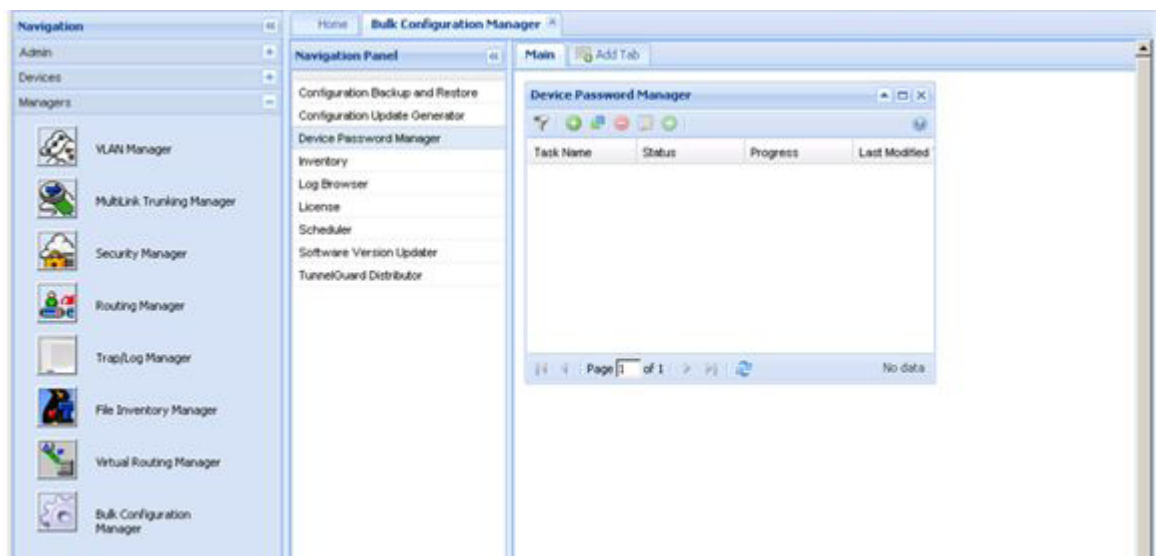 Navigation
Admin
Devices
Managers
VLAN Manager
MultiLink Trunking Manager
Security Manager
Routing Manager
Trap/Log Manager
File Inventory Manager
Virtual Routing Manager
Bulk Configuration
Manager
Home
Bulk Configuration Manager
Navigation Panel
Configuration Backup and Restore
Configuration Update Generator
Device Password Manager
Inventory
Log Browser
License
Scheduler
Software Version Updater
TunnelGuard Distributor
Main
Add Tab
Device Password Manager
Task Name Status Progress Last Modified
Page 1 of 1 No data